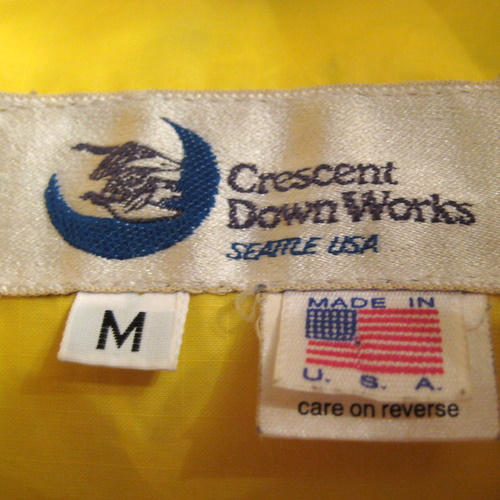 Crescent
Down Works
SEATTLE USA
M
MADE IN
U. S. A.
care on reverse